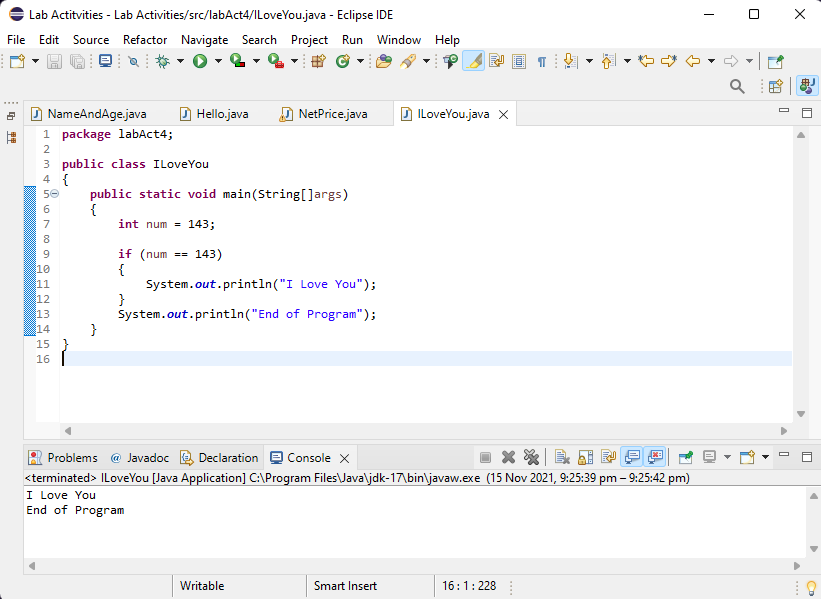 Lab Actitvities - Lab Activities/src/labAct4/ILoveYou.java - Eclipse IDE
File Edit Source Refactor Navigate Search Project Run Window Help
NameAndAge.java Hello.java NetPrice.java ILoveYou.java
1 package labAct4;
2
3 public class ILoveYou
4 {
5 public static void main(String[]args)
6 {
7 int num = 143;
8
9 if (num == 143)
10 {
11 System.out.println("I Love You");
12 }
13 System.out.println("End of Program");
14 }
15 }
16
Problems @ Javadoc Declaration Console
<terminated> ILoveYou [Java Application] C:\Program Files\Java\jdk-17\bin\javaw.exe (15 Nov 2021, 9:25:39 pm – 9:25:42 pm)
I Love You
End of Program
Writable Smart Insert 16 : 1 : 228